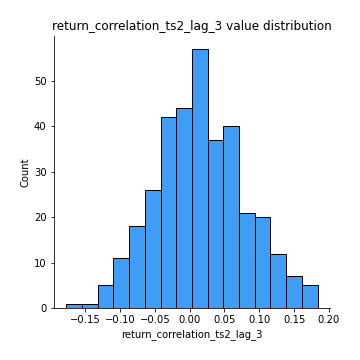 return_correlation_ts2_lag_3 value distribution
50
40
30
20
10
0
Count
−0.15 −0.10 −0.05 0.00 0.05 0.10 0.15 0.20
return_correlation_ts2_lag_3